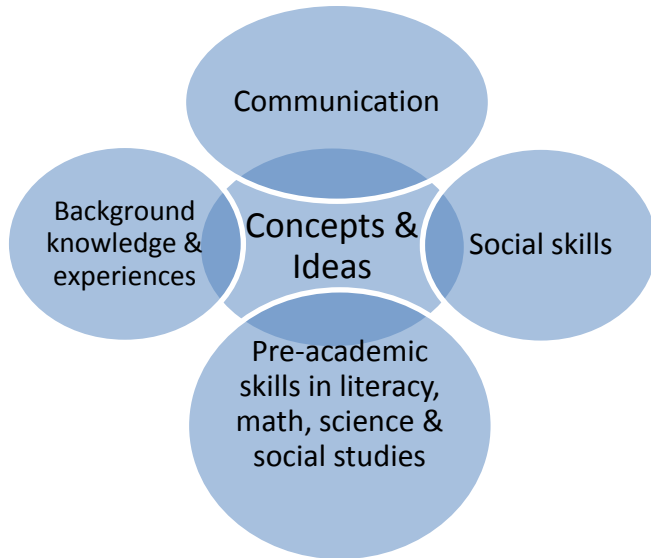 Communication
Background
knowledge &
experiences
Concepts &
Ideas
Social skills
Pre-academic
skills in literacy,
math, science &
social studies